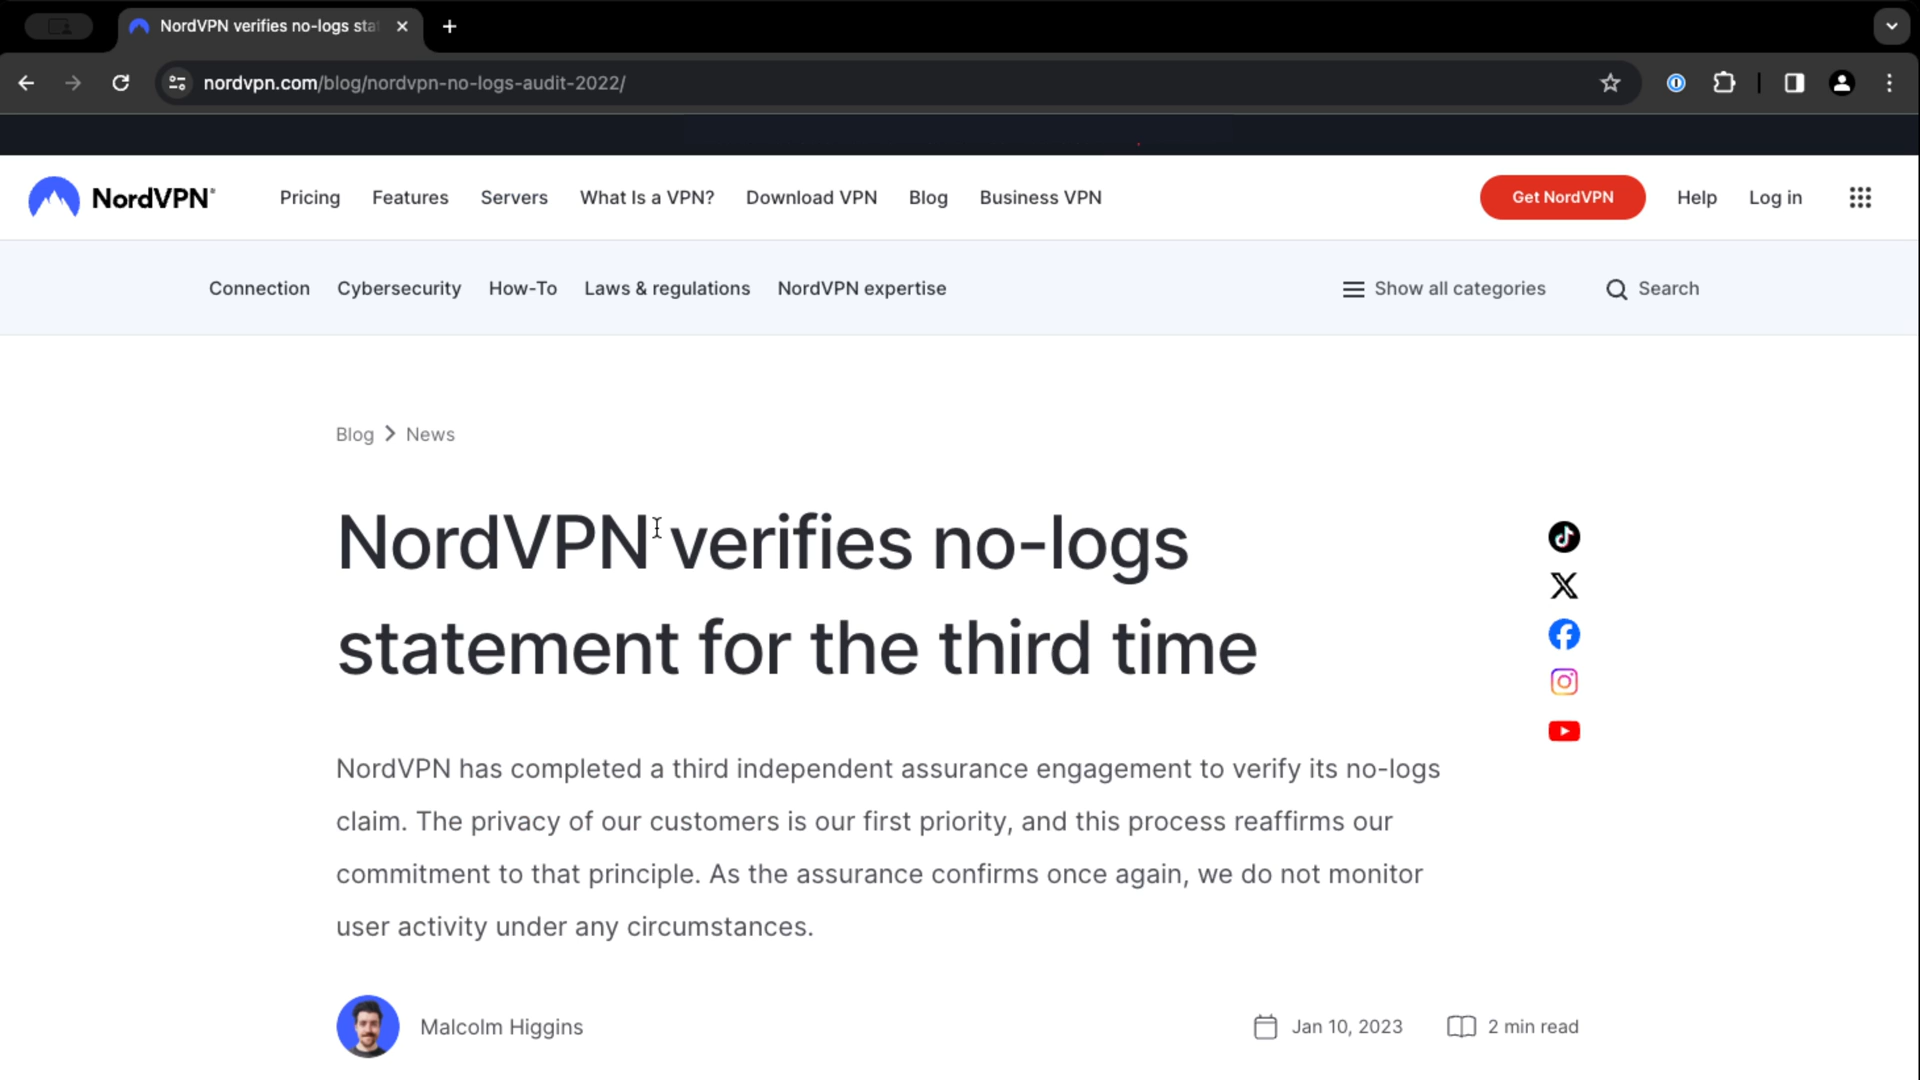 NordVPN verifies no-logs sta
nordvpn.com/blog/nordvpn-no-logs-audit-2022/
NordVPN®
Pricing
Features
Servers
What Is a VPN?
Download VPN
Blog
Business VPN
Get NordVPN
Help
Log in
Connection
Cybersecurity
How-To
Laws & regulations
NordVPN expertise
Show all categories
Search
Blog > News
NordVPN verifies no-logs
statement for the third time
NordVPN has completed a third independent assurance engagement to verify its no-logs
claim. The privacy of our customers is our first priority, and this process reaffirms our
commitment to that principle. As the assurance confirms once again, we do not monitor
user activity under any circumstances.
Malcolm Higgins
Jan 10, 2023
2 min read